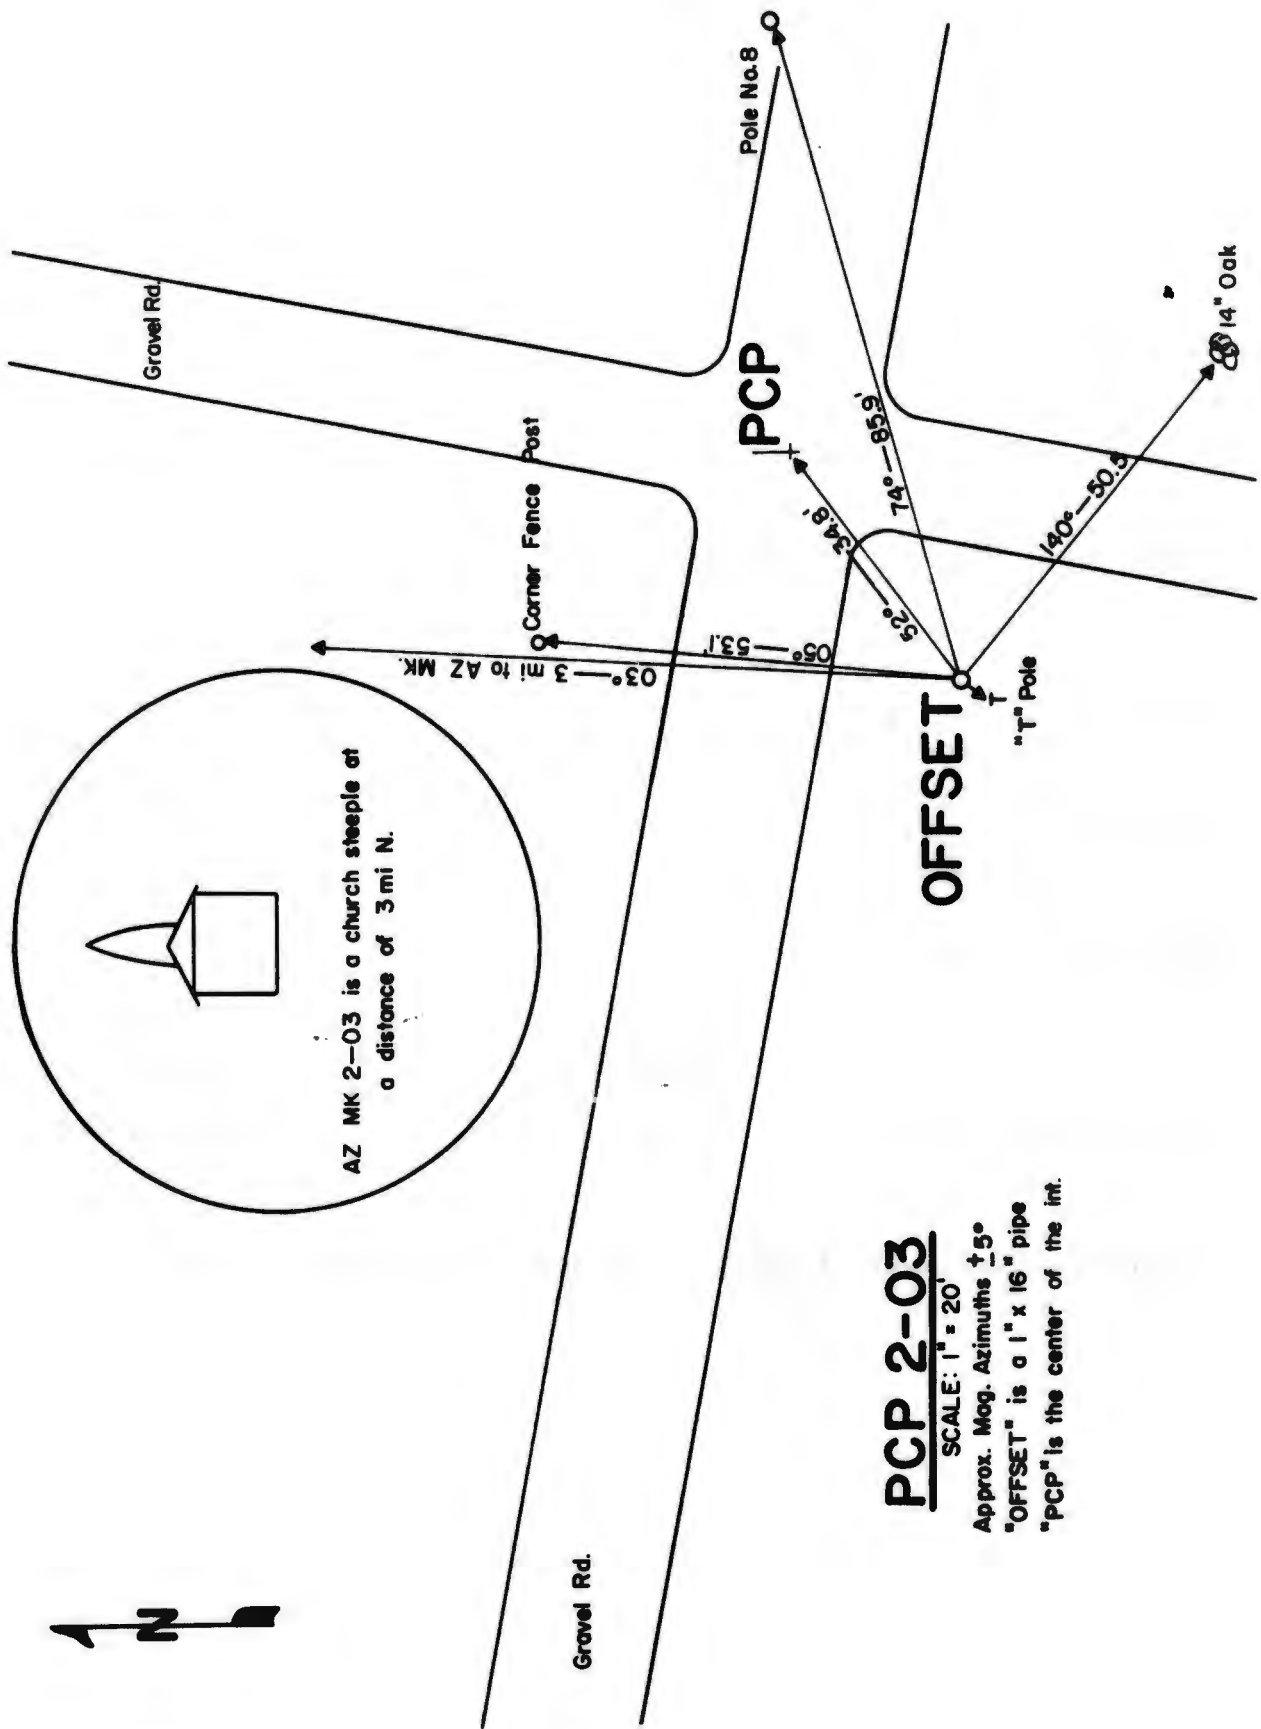 N
Gravel Rd.
AZ MK 2-03 is a church steeple at
a distance of 3 mi N.
Gravel Rd.
Corner Fence Post
03°—3 mi to AZ MK.
05°—53.1'
Pole No.8
PCP
52°—34.8'
74°—85.9'
140°—50.5
14" Oak
OFFSET
"T" Pole
T
PCP 2-03
SCALE: 1" = 20'
Approx. Mag. Azimuths ±5°
"OFFSET" is a 1" x 16" pipe
"PCP" is the center of the int.